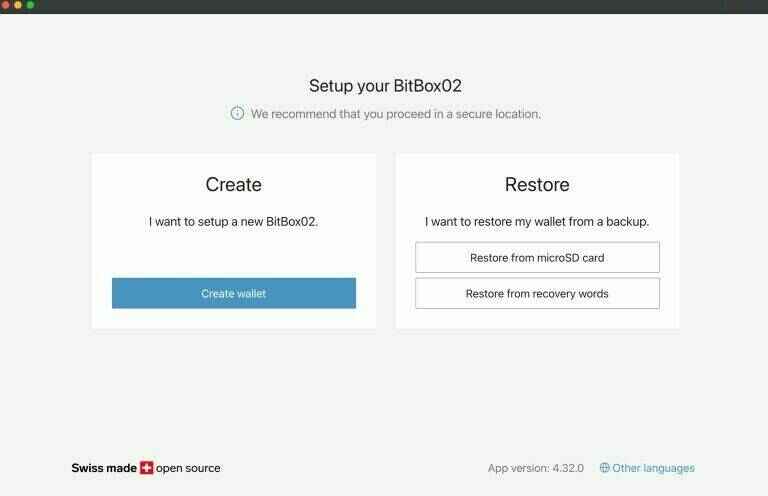 Setup your BitBox02
We recommend that you proceed in a secure location.
Create
I want to setup a new BitBox02.
Create wallet
Restore
I want to restore my wallet from a backup.
Restore from microSD card
Restore from recovery words
Swiss made open source
App version: 4.32.0
Other languages